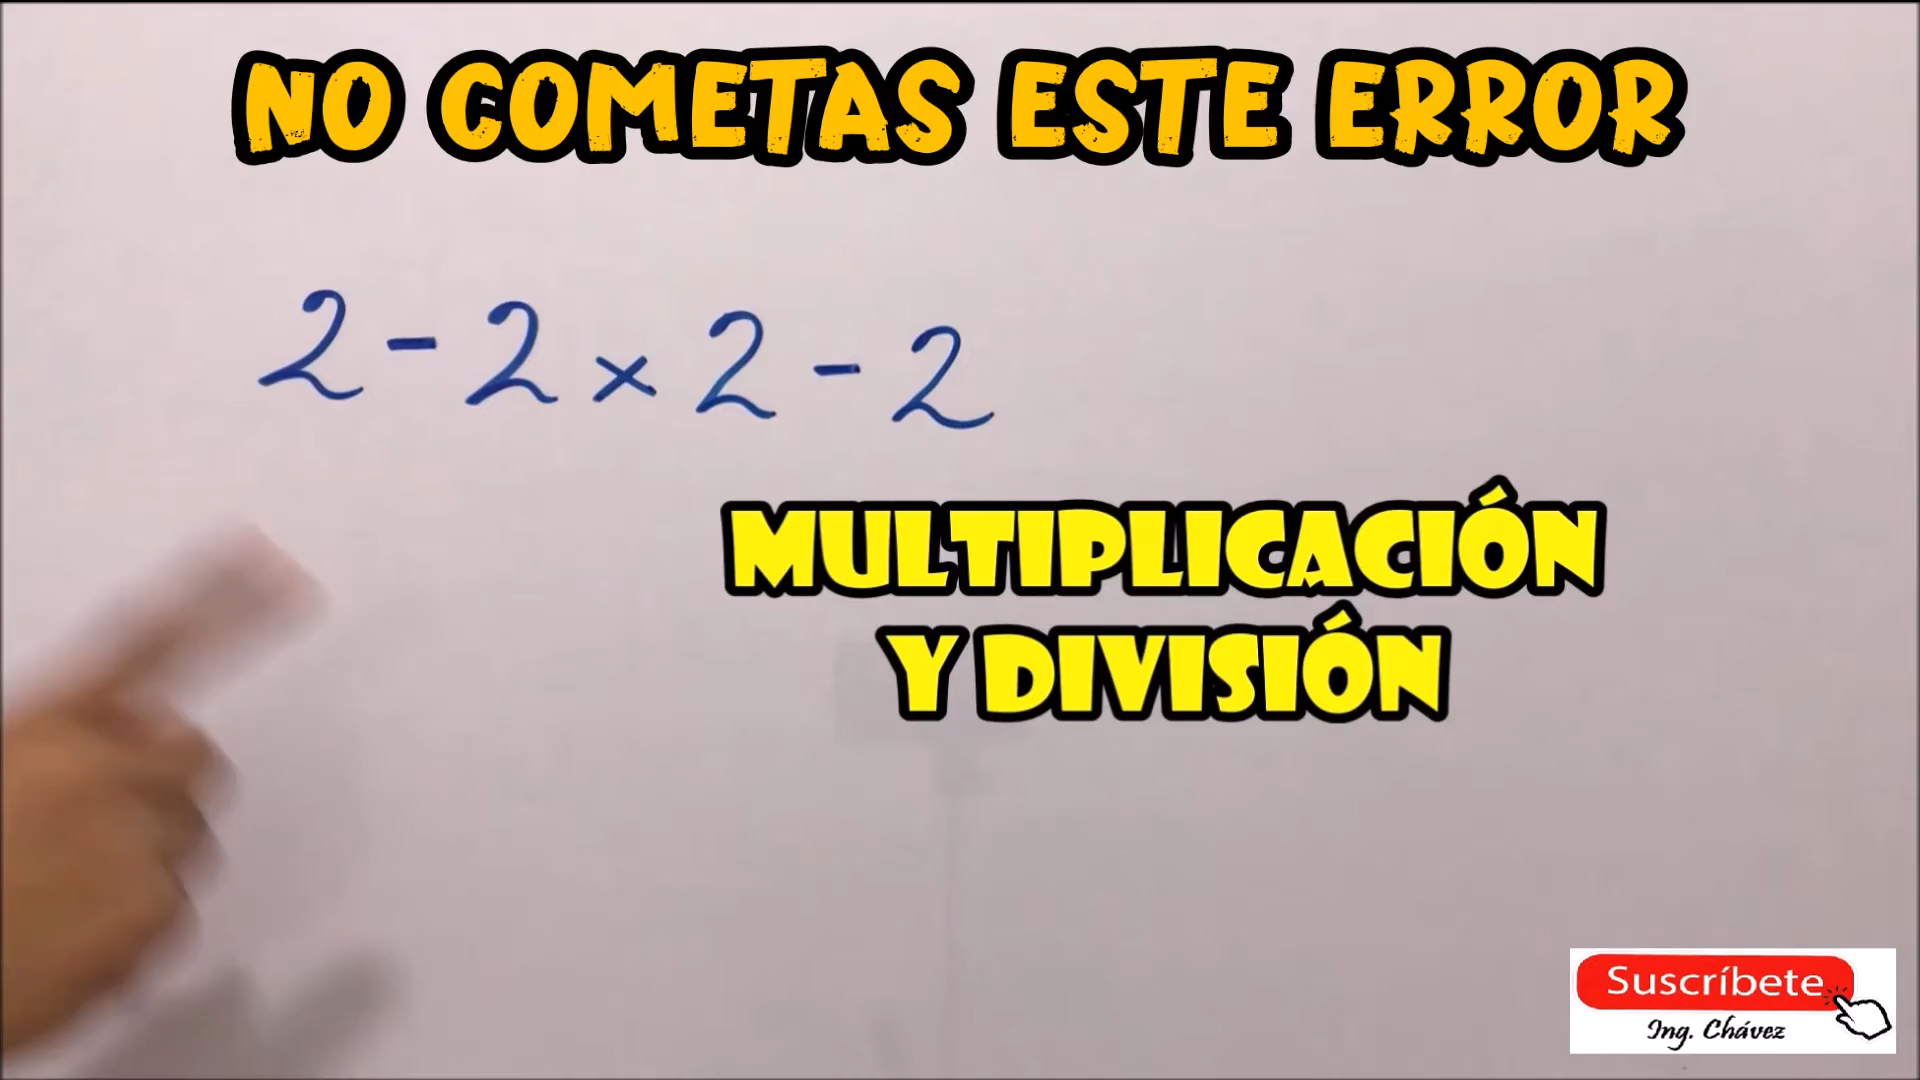 NO COMETAS ESTE ERROR
2 - 2 × 2 - 2
MULTIPLICACIÓN
Y DIVISIÓN
Suscríbete
Ing. Chávez